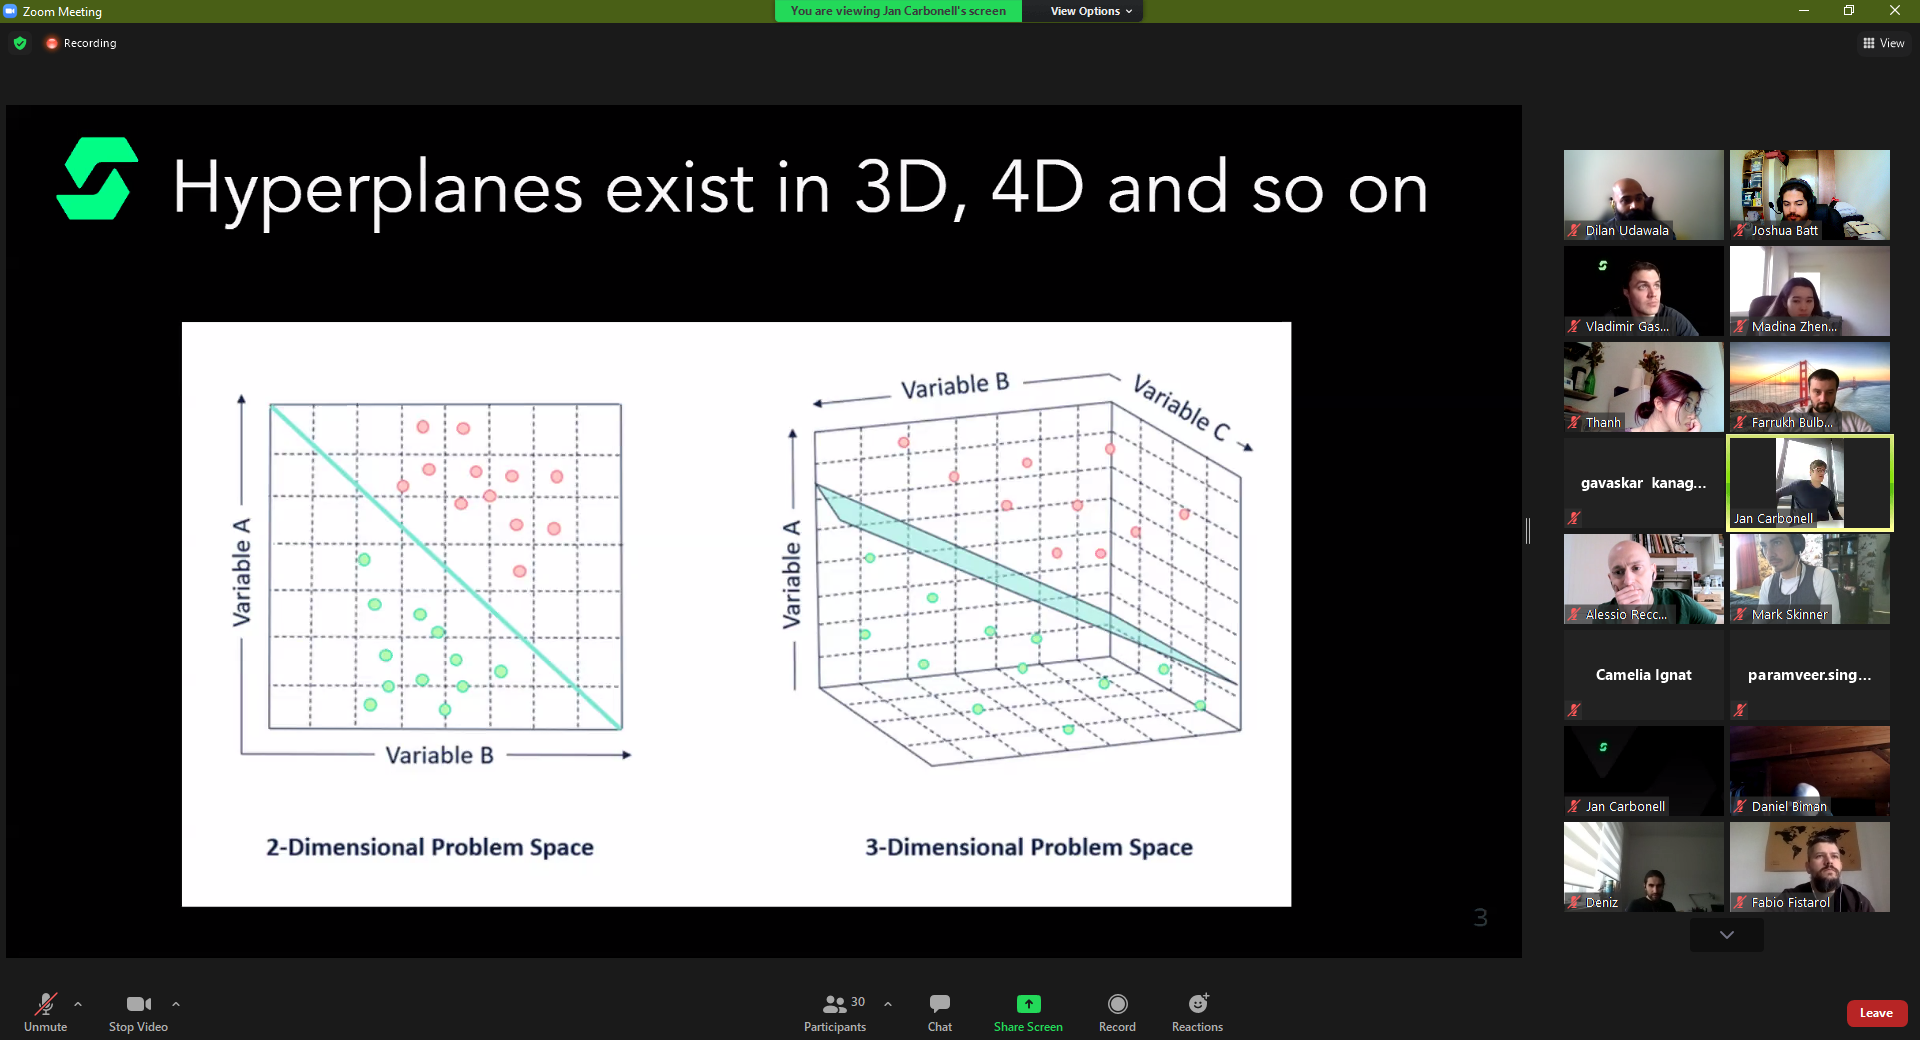 Zoom Meeting
You are viewing Jan Carbonell's screen
View Options
Recording
View
Hyperplanes exist in 3D, 4D and so on
Variable A
Variable B
2-Dimensional Problem Space
Variable B
Variable C
Variable A
3-Dimensional Problem Space
3
Dilan Udawala
Joshua Batt
Vladimir Gas...
Madina Zhen...
Thanh
Farrukh Bulb...
gavaskar kanag...
Jan Carbonell
Alessio Recc...
Mark Skinner
Camelia Ignat
paramveer.sing...
Jan Carbonell
Daniel Biman
Deniz
Fabio Fistarol
Unmute
Stop Video
30
Participants
Chat
Share Screen
Record
Reactions
Leave